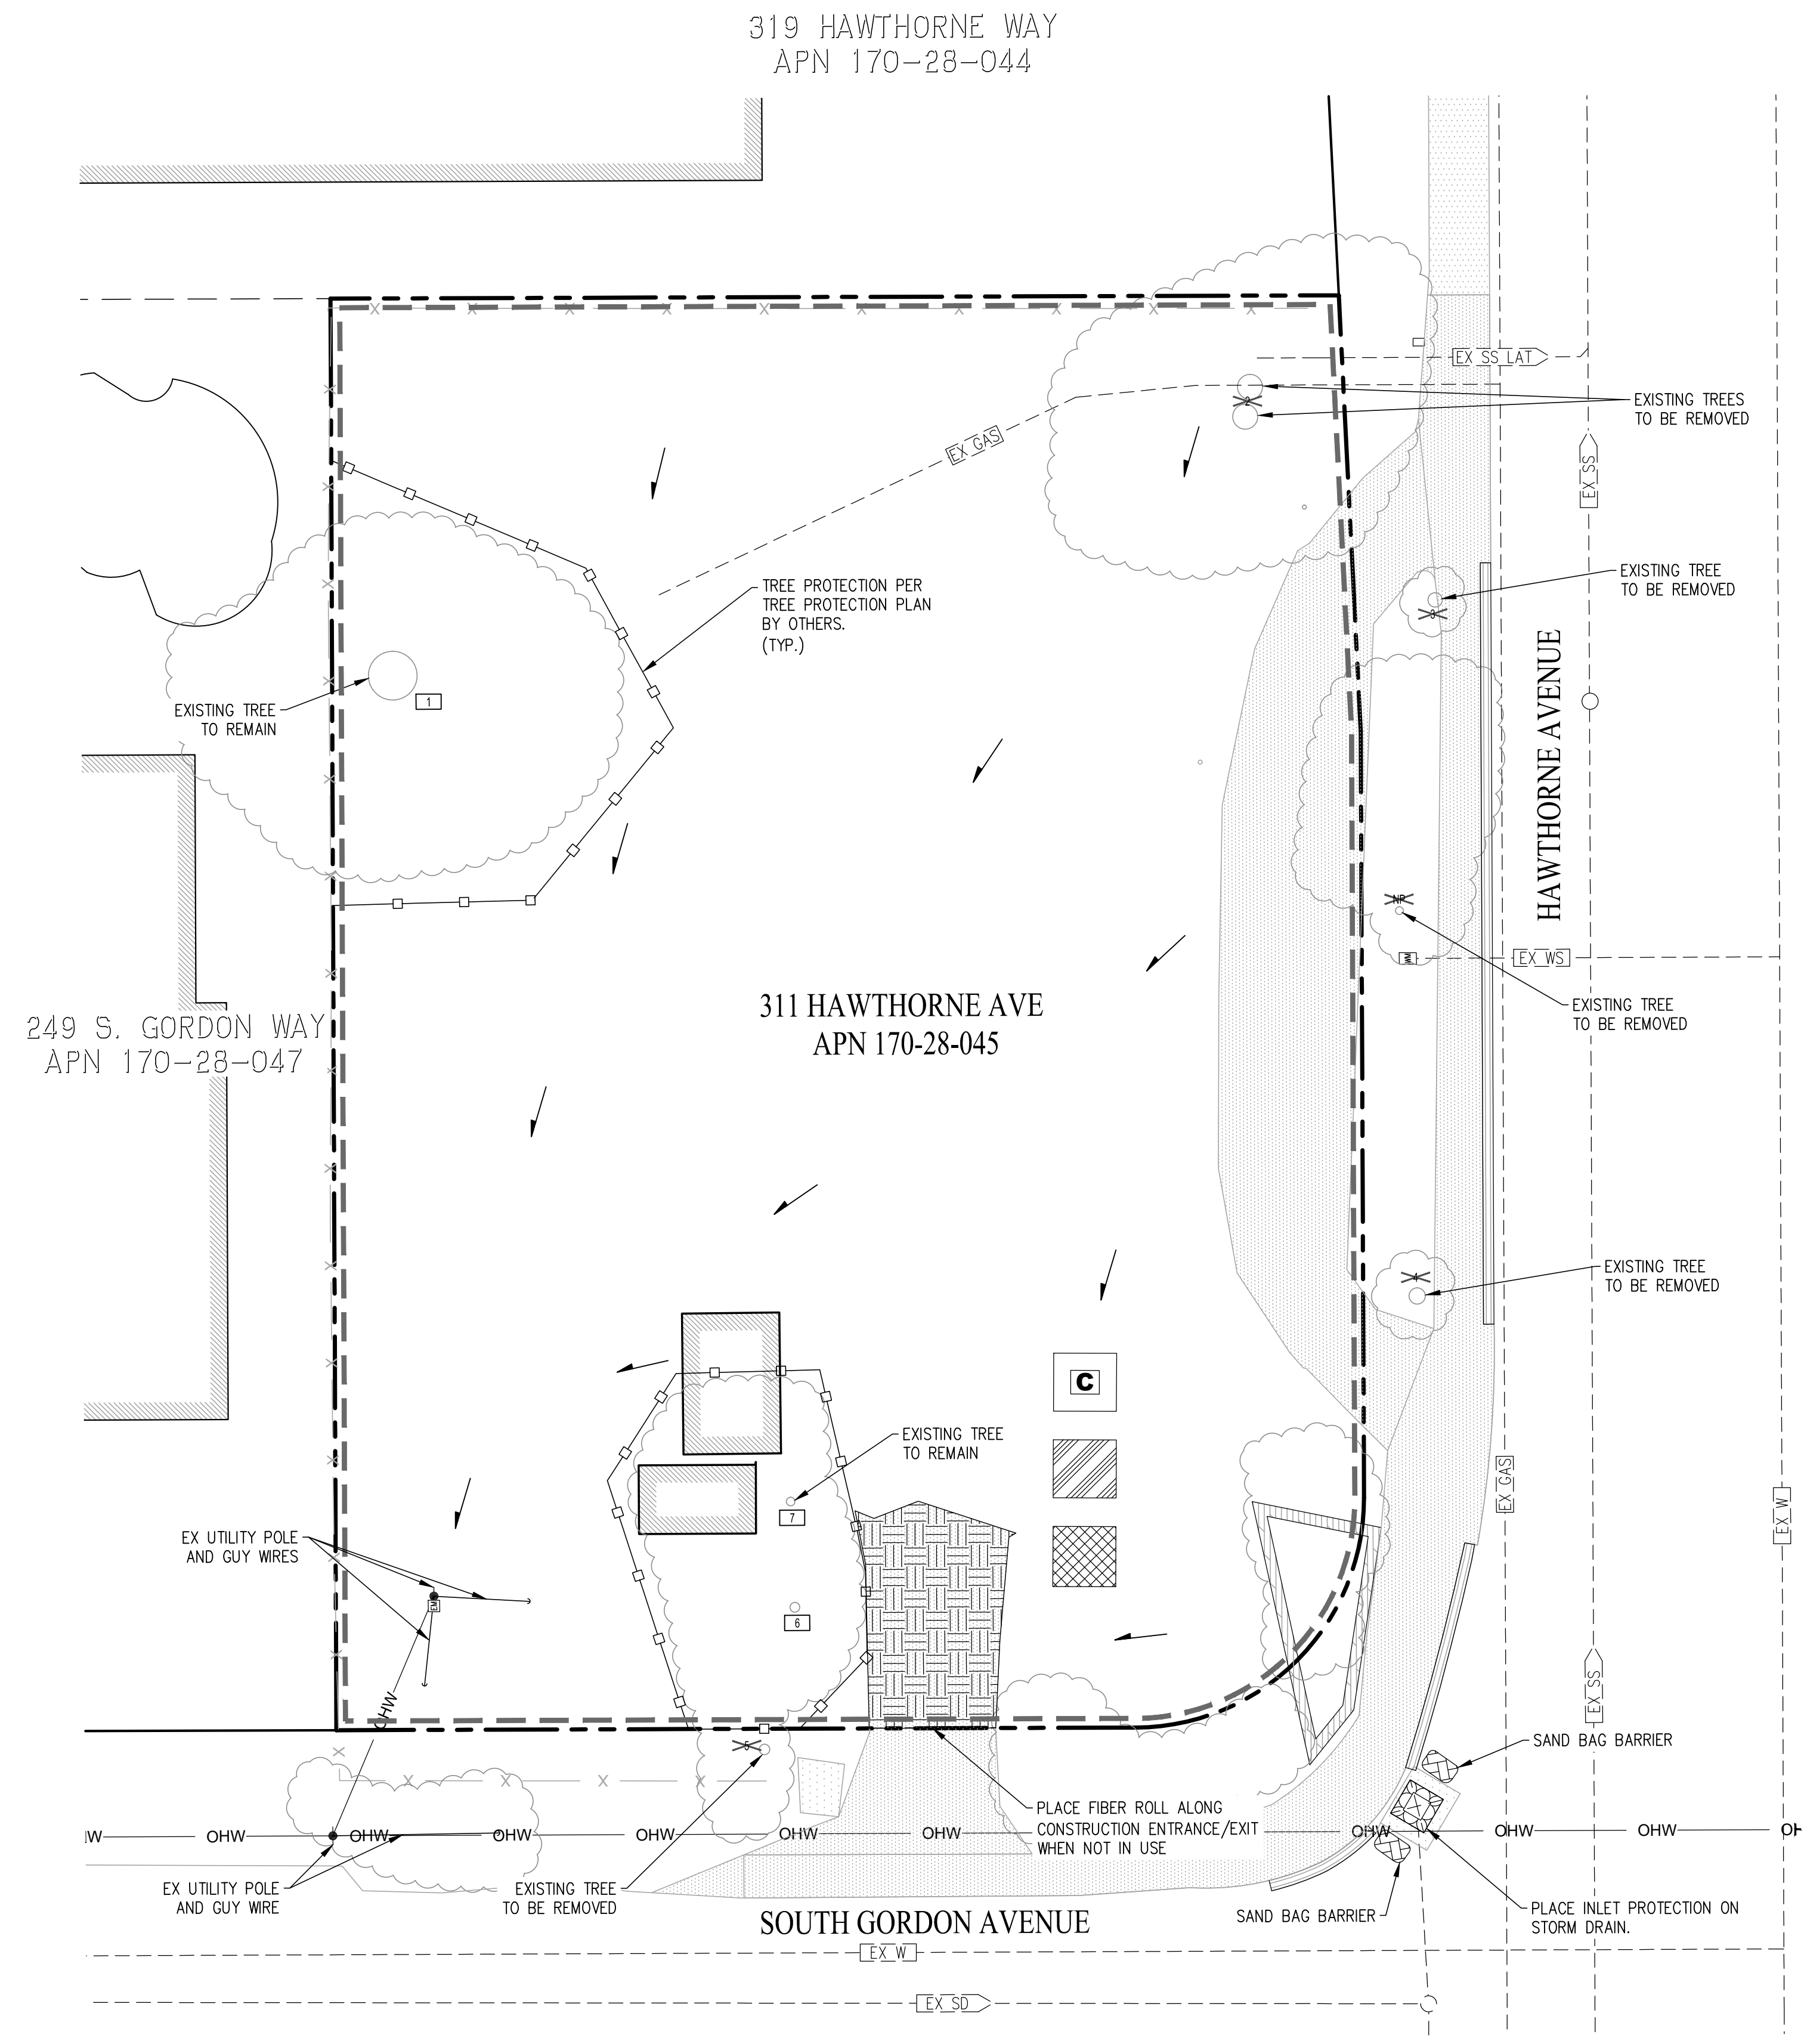 319 HAWTHORNE WAY
APN 170-28-044
EX SS LAT
2
EXISTING TREES
TO BE REMOVED
EX GAS
EX SS
EXISTING TREE
TO BE REMOVED
3
TREE PROTECTION PER
TREE PROTECTION PLAN
BY OTHERS.
(TYP.)
HAWTHORNE AVENUE
1
EXISTING TREE
TO REMAIN
NP
W
EX WS
EXISTING TREE
TO BE REMOVED
311 HAWTHORNE AVE
APN 170-28-045
249 S. GORDON WAY
APN 170-28-047
EXISTING TREE
TO BE REMOVED
4
C
EXISTING TREE
TO REMAIN
EX GAS
EX W
7
EX UTILITY POLE
AND GUY WIRES
EM
6
EX SS
OHW
5
SAND BAG BARRIER
PLACE FIBER ROLL ALONG
CONSTRUCTION ENTRANCE/EXIT
WHEN NOT IN USE
OHW OHW OHW OHW OHW OHW OHW OHW OHW
EX UTILITY POLE
AND GUY WIRE
EXISTING TREE
TO BE REMOVED
SAND BAG BARRIER
PLACE INLET PROTECTION ON
STORM DRAIN.
SOUTH GORDON AVENUE
EX W
EX SD